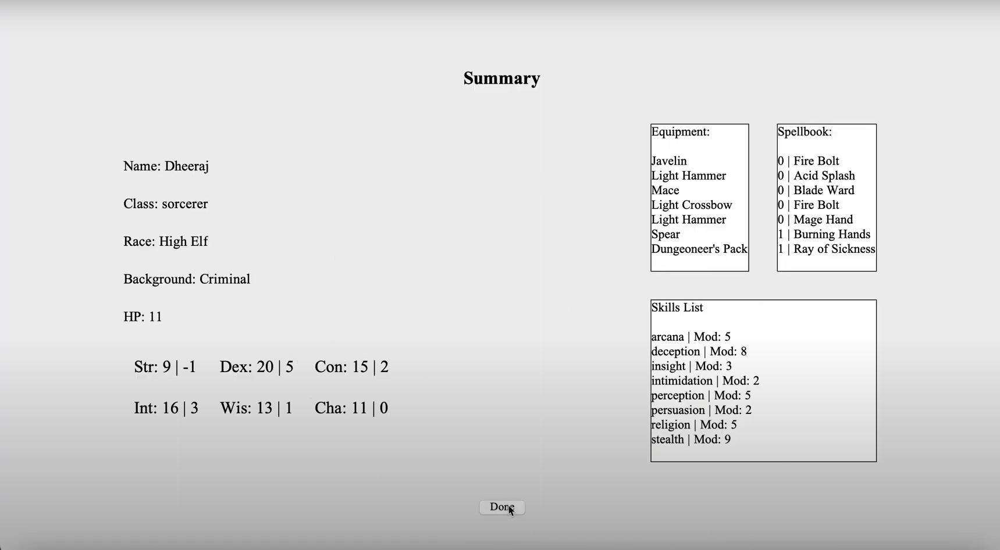 Summary
Name: Dheeraj
Class: sorcerer
Race: High Elf
Background: Criminal
HP: 11
Str: 9 | -1 Dex: 20 | 5 Con: 15 | 2
Int: 16 | 3 Wis: 13 | 1 Cha: 11 | 0
Equipment:
Javelin
Light Hammer
Mace
Light Crossbow
Light Hammer
Spear
Dungeoneer's Pack
Spellbook:
0 | Fire Bolt
0 | Acid Splash
0 | Blade Ward
0 | Fire Bolt
0 | Mage Hand
1 | Burning Hands
1 | Ray of Sickness
Skills List
arcana | Mod: 5
deception | Mod: 8
insight | Mod: 3
intimidation | Mod: 2
perception | Mod: 5
persuasion | Mod: 2
religion | Mod: 5
stealth | Mod: 9
Done